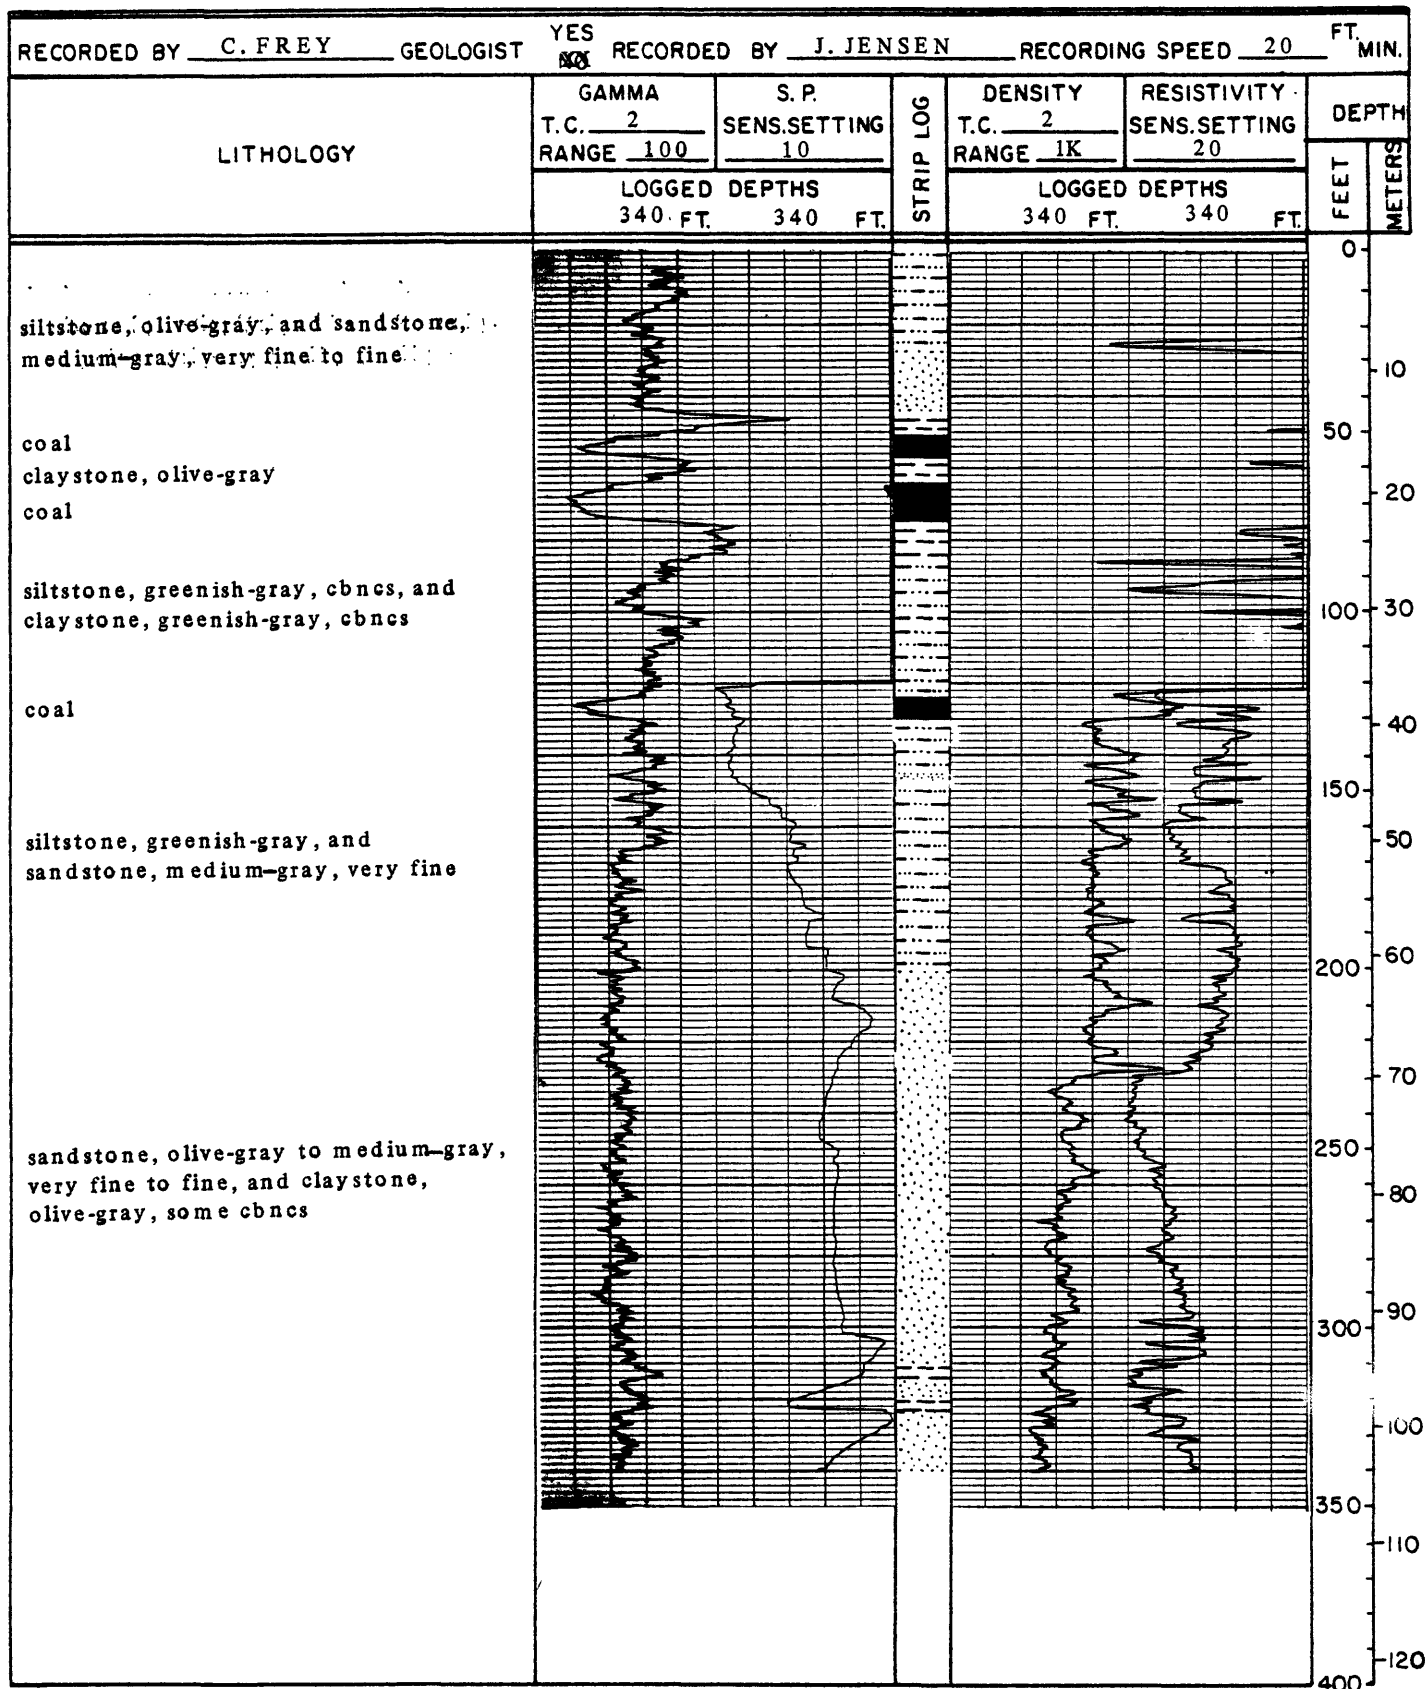 RECORDED BY C. FREY GEOLOGIST YES NO RECORDED BY J. JENSEN RECORDING SPEED 20 FT. MIN.
LITHOLOGY
GAMMA
T.C. 2
RANGE 100
S. P.
SENS. SETTING
10
LOGGED DEPTHS
340 FT. 340 FT.
STRIP LOG
DENSITY
T.C. 2
RANGE 1K
RESISTIVITY
SENS. SETTING
20
LOGGED DEPTHS
340 FT. 340 FT.
DEPTH
FEET
METERS
siltstone, olive-gray, and sandstone,
medium-gray, very fine to fine
coal
claystone, olive-gray
coal
siltstone, greenish-gray, cbncs, and
claystone, greenish-gray, cbncs
coal
siltstone, greenish-gray, and
sandstone, medium-gray, very fine
sandstone, olive-gray to medium-gray,
very fine to fine, and claystone,
olive-gray, some cbncs
0
10
50
20
100 30
40
150
50
60
200
70
250
80
90
300
100
350
110
120
400